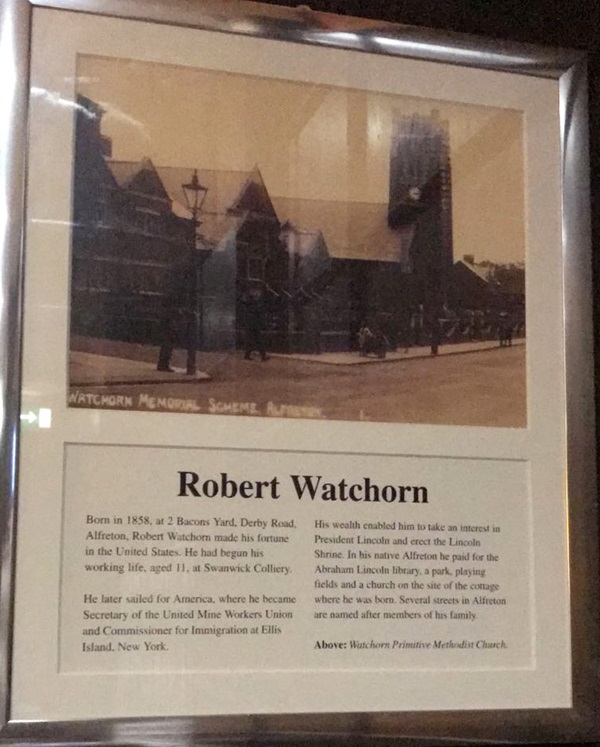 WATCHORN MEMORIAL SCHEME ALFRETON.
Robert Watchorn
Born in 1858, at 2 Bacons Yard, Derby Road,
Alfreton, Robert Watchorn made his fortune
in the United States. He had begun his
working life, aged 11, at Swanwick Colliery.
He later sailed for America, where he became
Secretary of the United Mine Workers Union
and Commissioner for Immigration at Ellis
Island, New York.
His wealth enabled him to take an interest in
President Lincoln and erect the Lincoln
Shrine. In his native Alfreton he paid for the
Abraham Lincoln library, a park, playing
fields and a church on the site of the cottage
where he was born. Several streets in Alfreton
are named after members of his family.
Above: Watchorn Primitive Methodist Church.